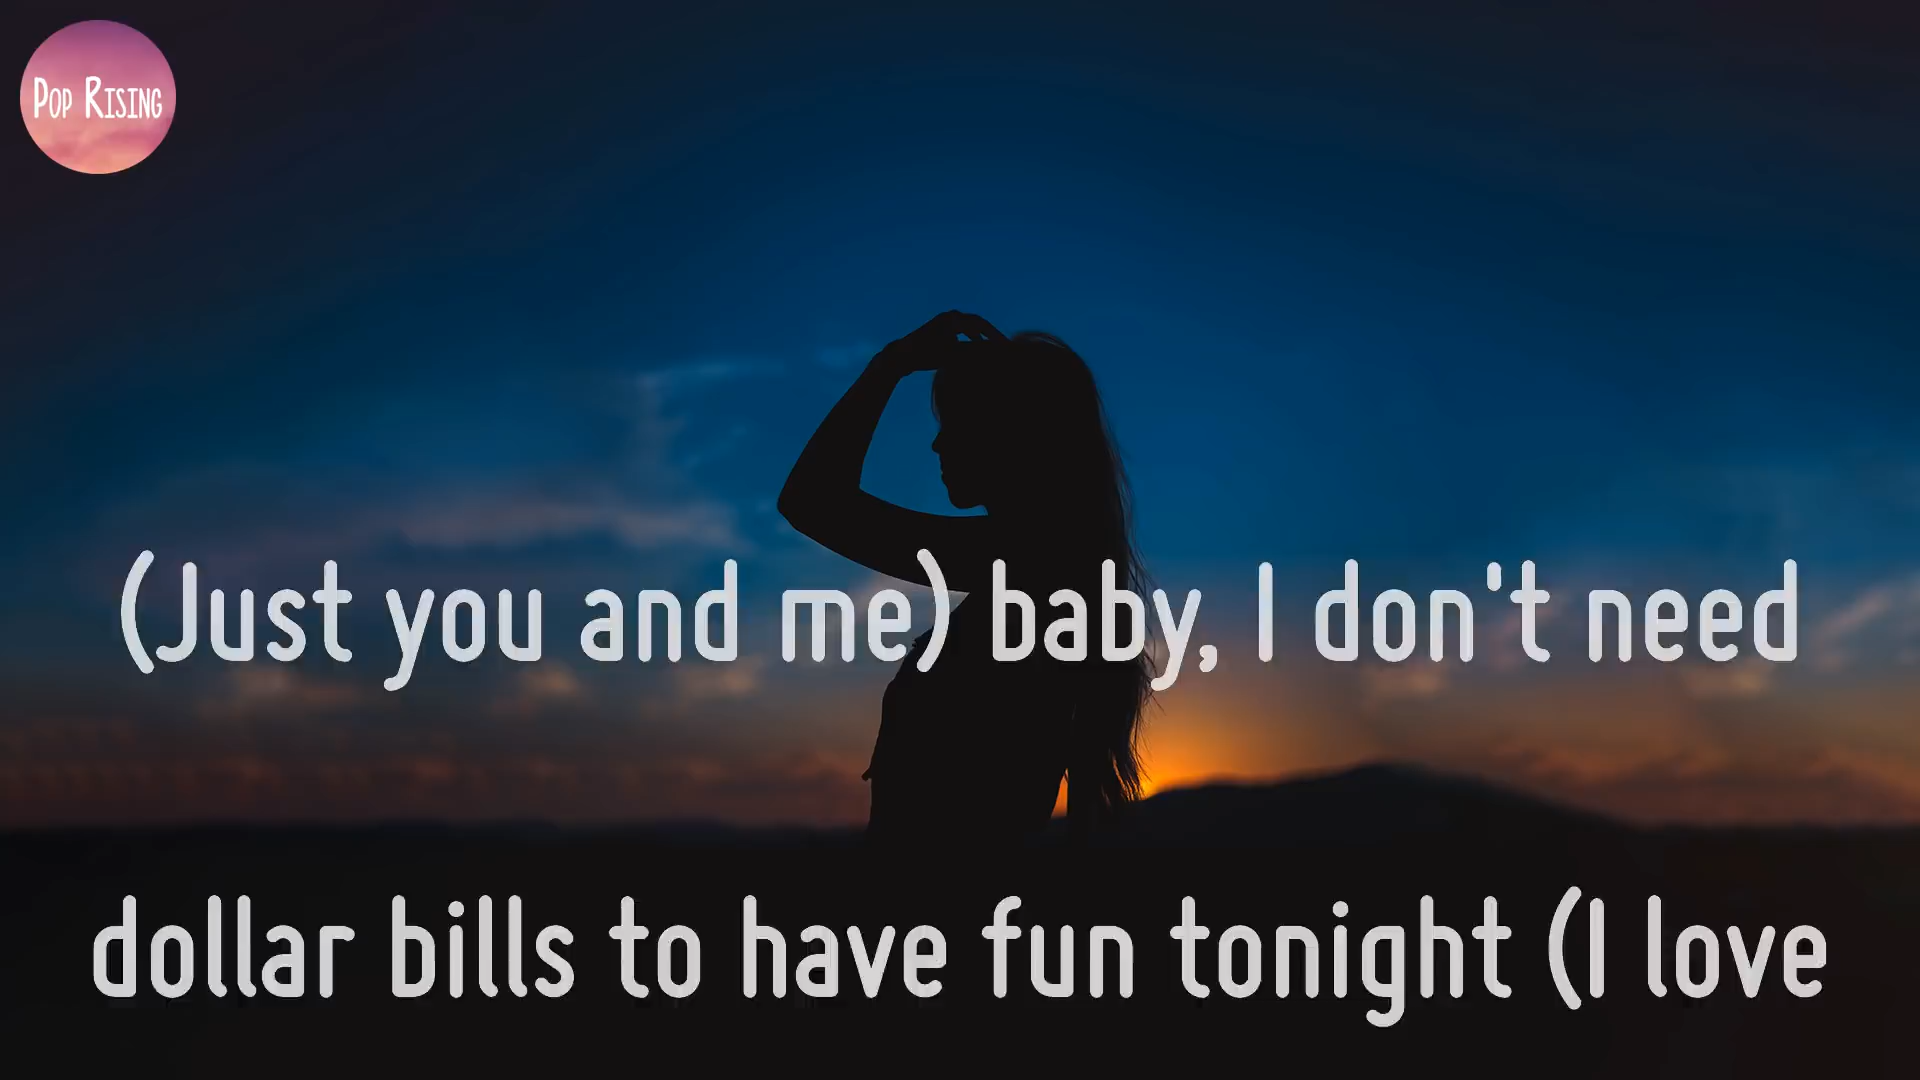 Pop Rising
(Just you and me) baby, I don't need
dollar bills to have fun tonight (I love